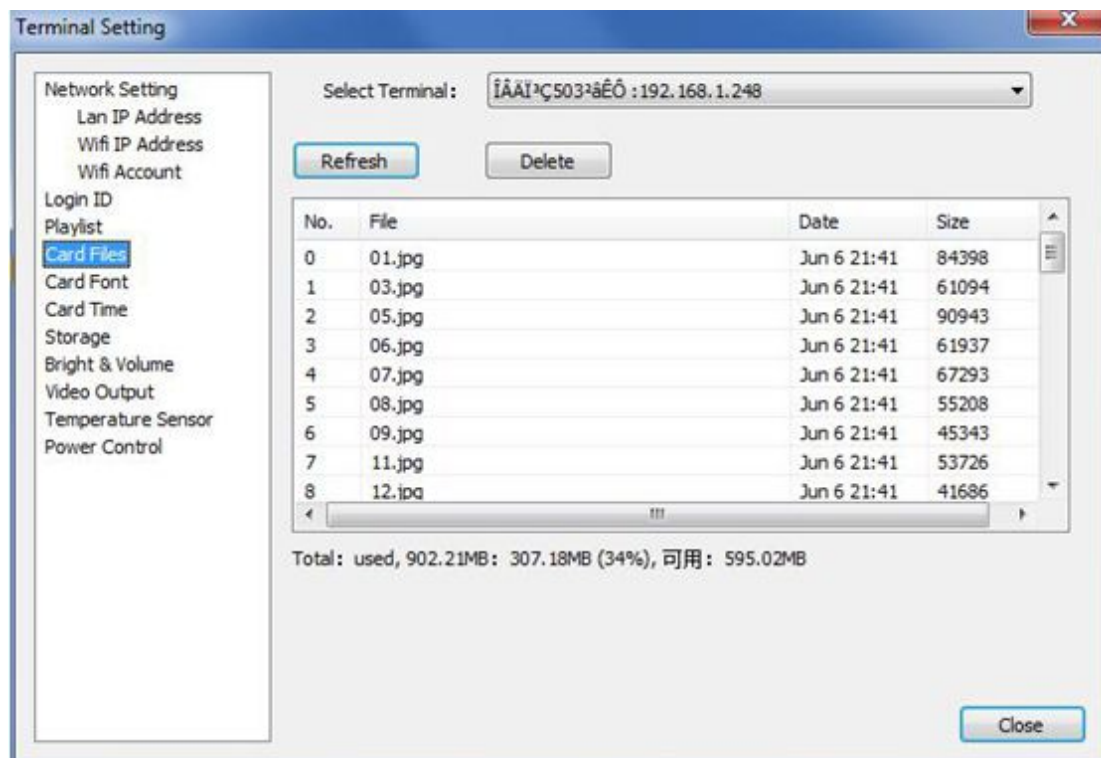 Terminal Setting
Network Setting
Lan IP Address
Wifi IP Address
Wifi Account
Login ID
Playlist
Card Files
Card Font
Card Time
Storage
Bright & Volume
Video Output
Temperature Sensor
Power Control
Select Terminal: ÎÂÄÏ³Ç503²âÊÔ :192.168.1.248
Refresh Delete
No. File Date Size
0 01.jpg Jun 6 21:41 84398
1 03.jpg Jun 6 21:41 61094
2 05.jpg Jun 6 21:41 90943
3 06.jpg Jun 6 21:41 61937
4 07.jpg Jun 6 21:41 67293
5 08.jpg Jun 6 21:41 55208
6 09.jpg Jun 6 21:41 45343
7 11.jpg Jun 6 21:41 53726
8 12.jpg Jun 6 21:41 41686
Total: used, 902.21MB: 307.18MB (34%), 可用: 595.02MB
Close